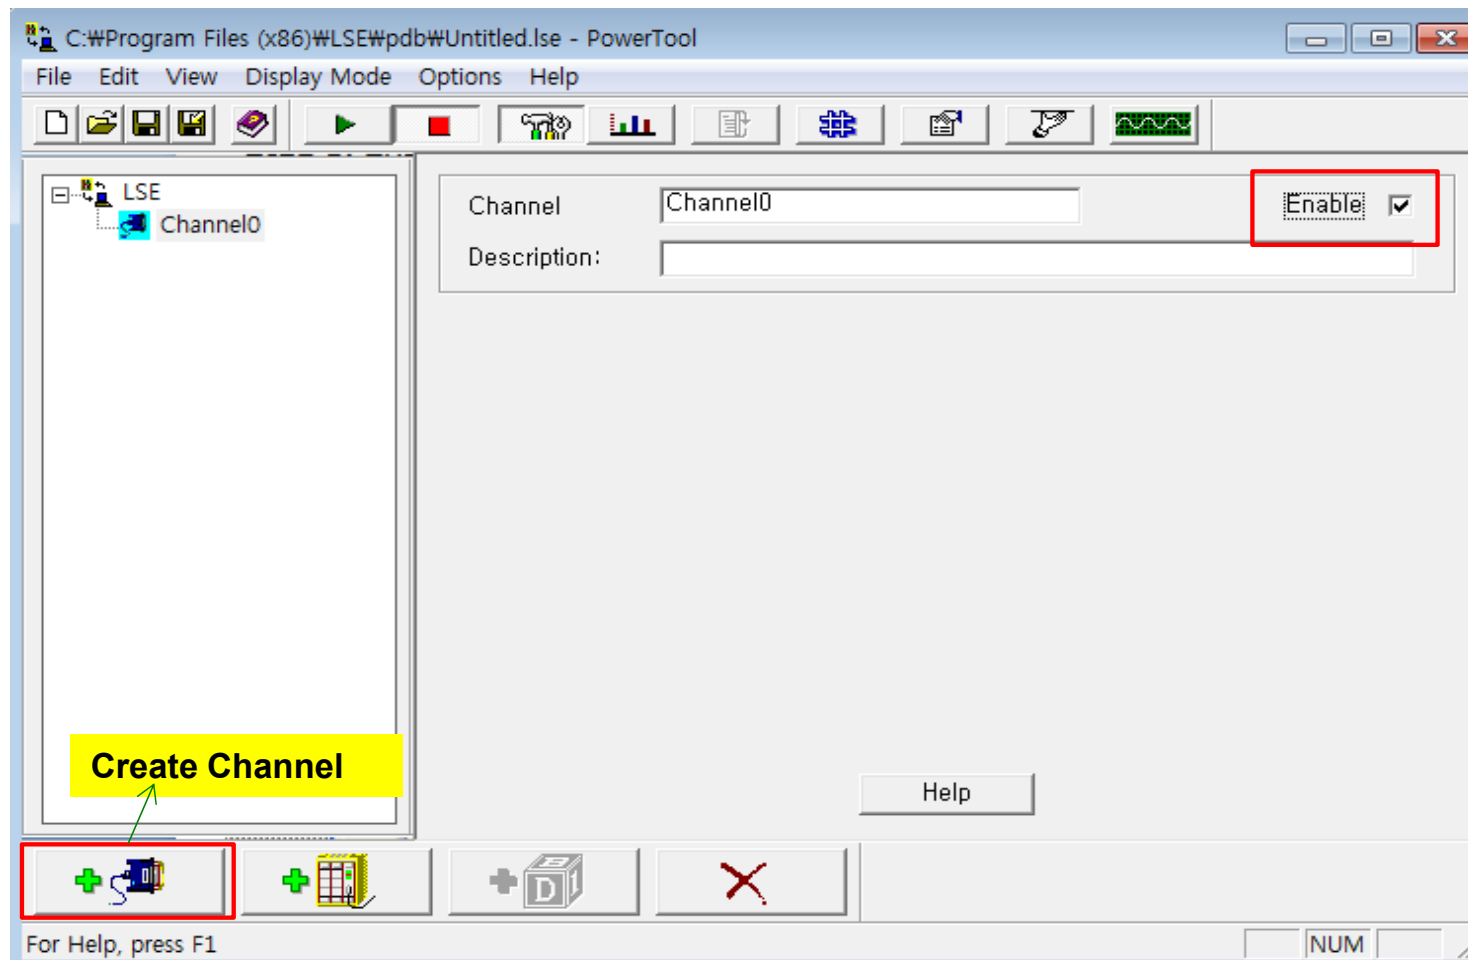 C:₩Program Files (x86)₩LSE₩pdb₩Untitled.lse - PowerTool
File Edit View Display Mode Options Help
LSE
Channel0
Channel Channel0 Enable
Description:
Create Channel
Help
D
For Help, press F1 NUM